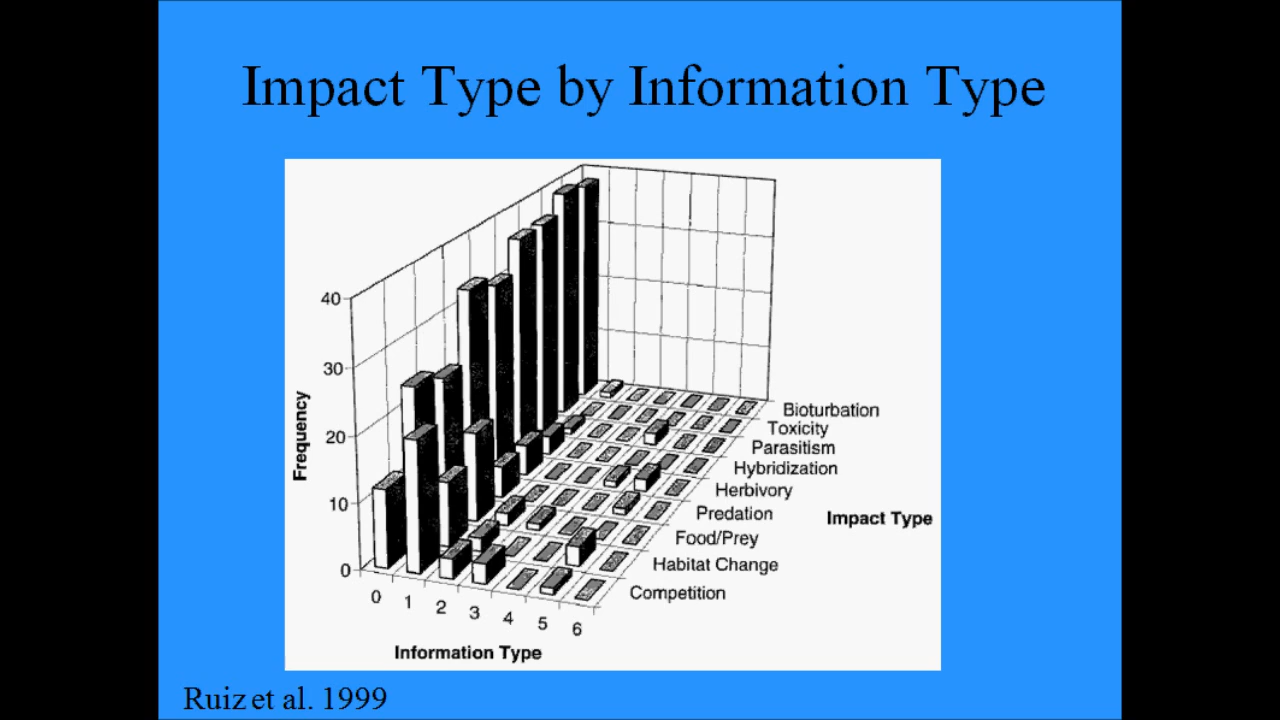 Impact Type by Information Type
40
30
20
10
0
Frequency
0 1 2 3 4 5 6
Information Type
Bioturbation
Toxicity
Parasitism
Hybridization
Herbivory
Predation
Food/Prey
Habitat Change
Competition
Impact Type
Ruiz et al. 1999